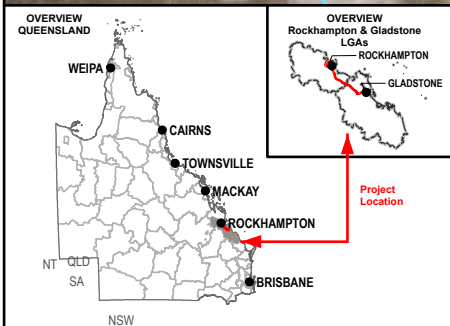 OVERVIEW
QUEENSLAND
WEIPA
CAIRNS
TOWNSVILLE
MACKAY
ROCKHAMPTON
BRISBANE
NT
QLD
SA
NSW
OVERVIEW
Rockhampton & Gladstone
LGAs
ROCKHAMPTON
GLADSTONE
Project
Location